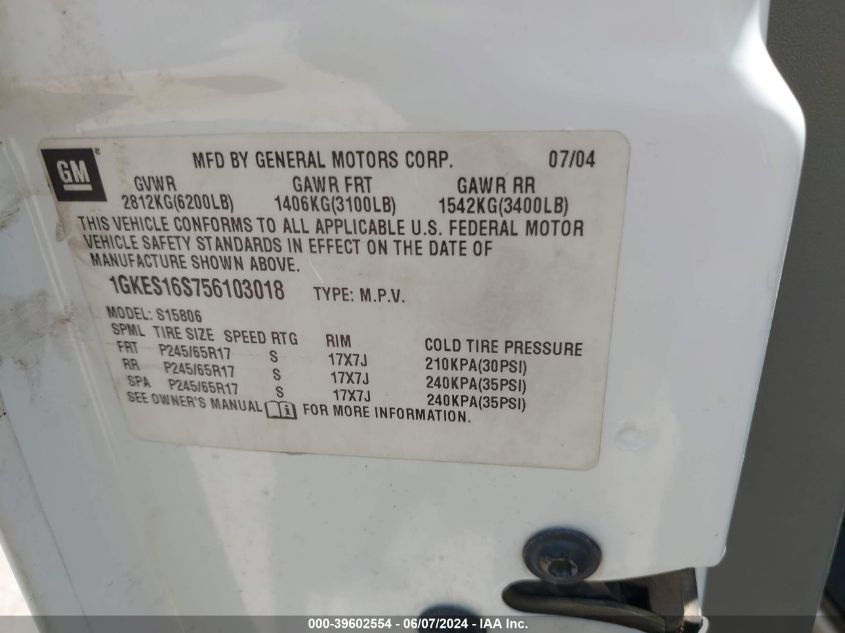 GM®
MFD BY GENERAL MOTORS CORP. 07/04
GVWR GAWR FRT GAWR RR
2812KG(6200LB) 1406KG(3100LB) 1542KG(3400LB)
THIS VEHICLE CONFORMS TO ALL APPLICABLE U.S. FEDERAL MOTOR
VEHICLE SAFETY STANDARDS IN EFFECT ON THE DATE OF
MANUFACTURE SHOWN ABOVE.
1GKES16S756103018 TYPE: M.P.V.
MODEL: S15806
SPML TIRE SIZE SPEED RTG RIM COLD TIRE PRESSURE
FRT P245/65R17 S 17X7J 210KPA(30PSI)
RR P245/65R17 S 17X7J 240KPA(35PSI)
SPA P245/65R17 S 17X7J 240KPA(35PSI)
SEE OWNER'S MANUAL FOR MORE INFORMATION.
000-39602554 - 06/07/2024 - IAA Inc.